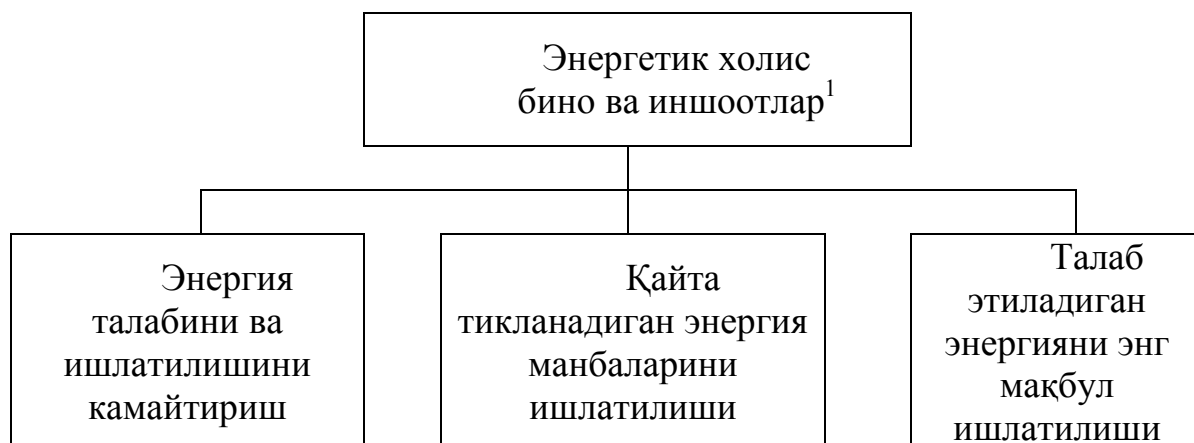 Энергетик холис
бино ва иншоотлар¹
Энергия
талабини ва
ишлатилишини
камайтириш
Қайта
тикланадиган энергия
манбаларини
ишлатилиши
Талаб
этиладиган
энергияни энг
мақбул
ишлатилиши